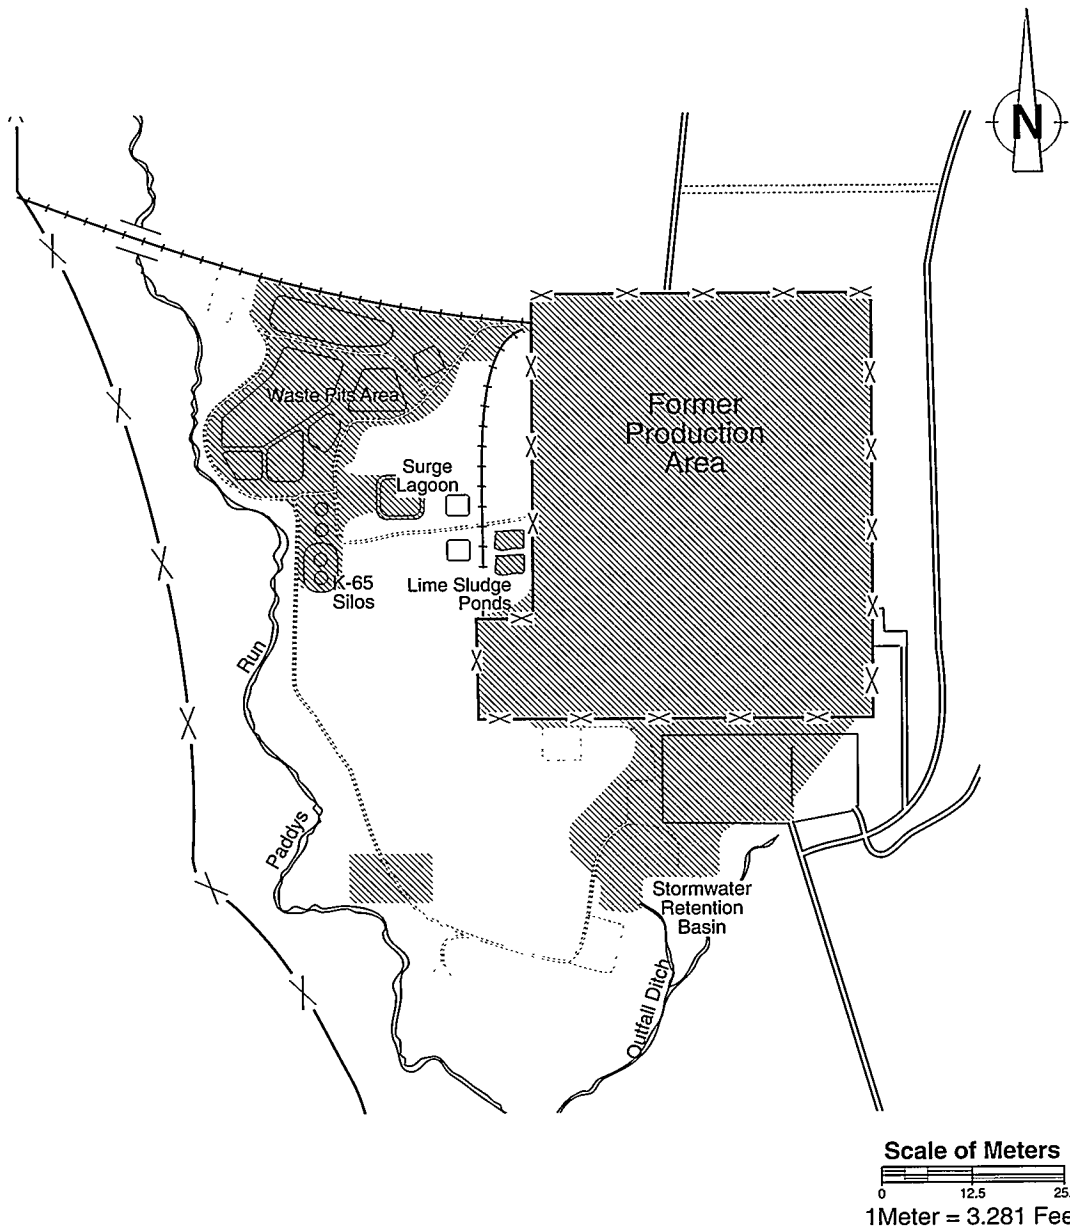 N
Waste Pits Area
Former
Production
Area
Surge
Lagoon
K-65
Silos
Lime Sludge
Ponds
Run
Paddys
Stormwater
Retention
Basin
Outfall Ditch
Scale of Meters
0 12.5 25.
1Meter = 3.281 Fee